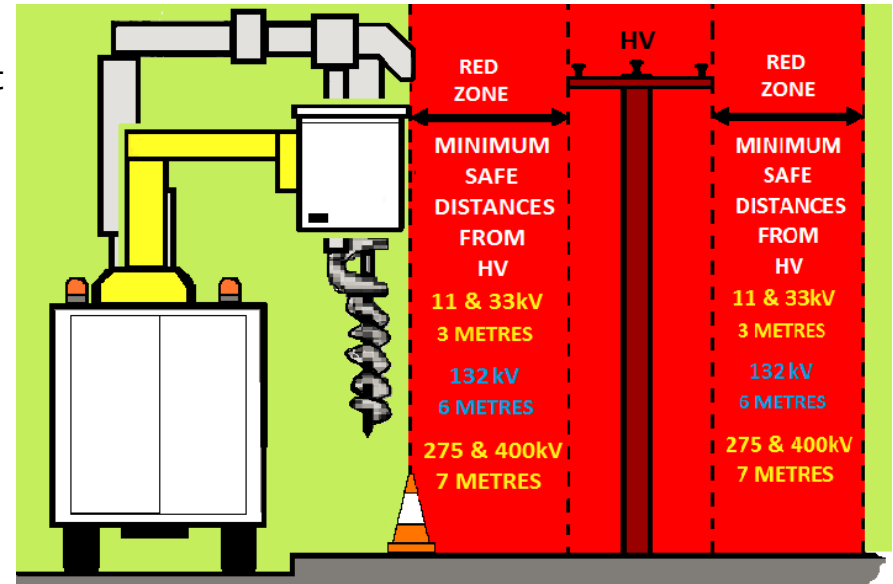 HV
RED
ZONE
MINIMUM
SAFE
DISTANCES
FROM
HV
11 & 33kV
3 METRES
132kV
6 METRES
275 & 400kV
7 METRES
RED
ZONE
MINIMUM
SAFE
DISTANCES
FROM
HV
11 & 33kV
3 METRES
132kV
6 METRES
275 & 400kV
7 METRES